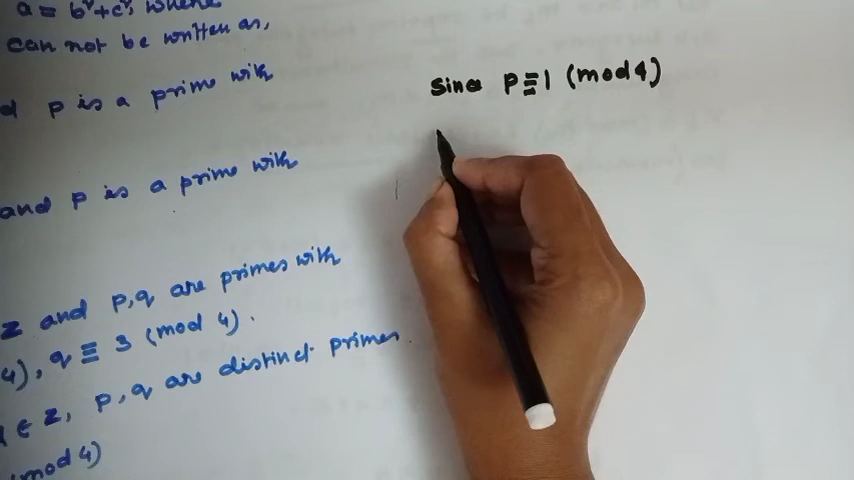 a = b²+c², where
can not be written as,
d p is a prime with
and p is a prime with
z and p,q are primes with
4), q ≡ 3 (mod 4).
∈ z, p,q are distinct primes
(mod 4)
Since p≡1 (mod 4)